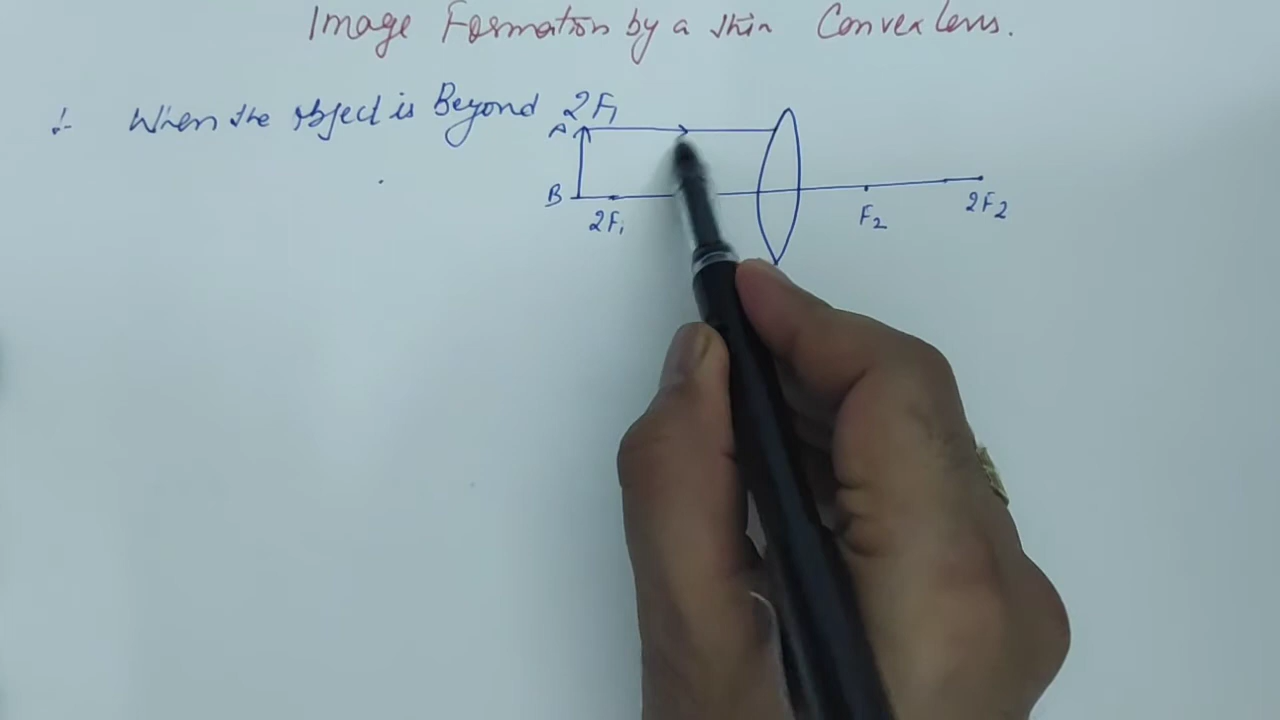 Image Formation by a thin Convex lens.
:- When the object is Beyond 2F₁
A
B
2F₁
F₂
2F₂